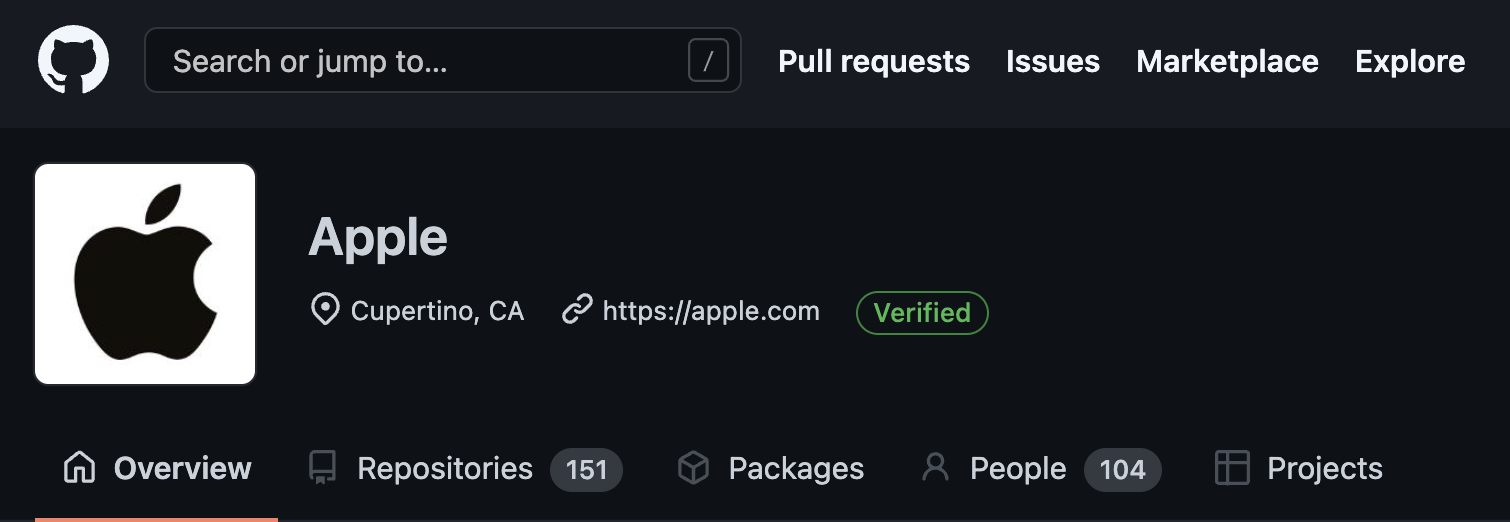 Search or jump to... / Pull requests Issues Marketplace Explore
Apple
Cupertino, CA https://apple.com Verified
Overview Repositories 151 Packages People 104 Projects